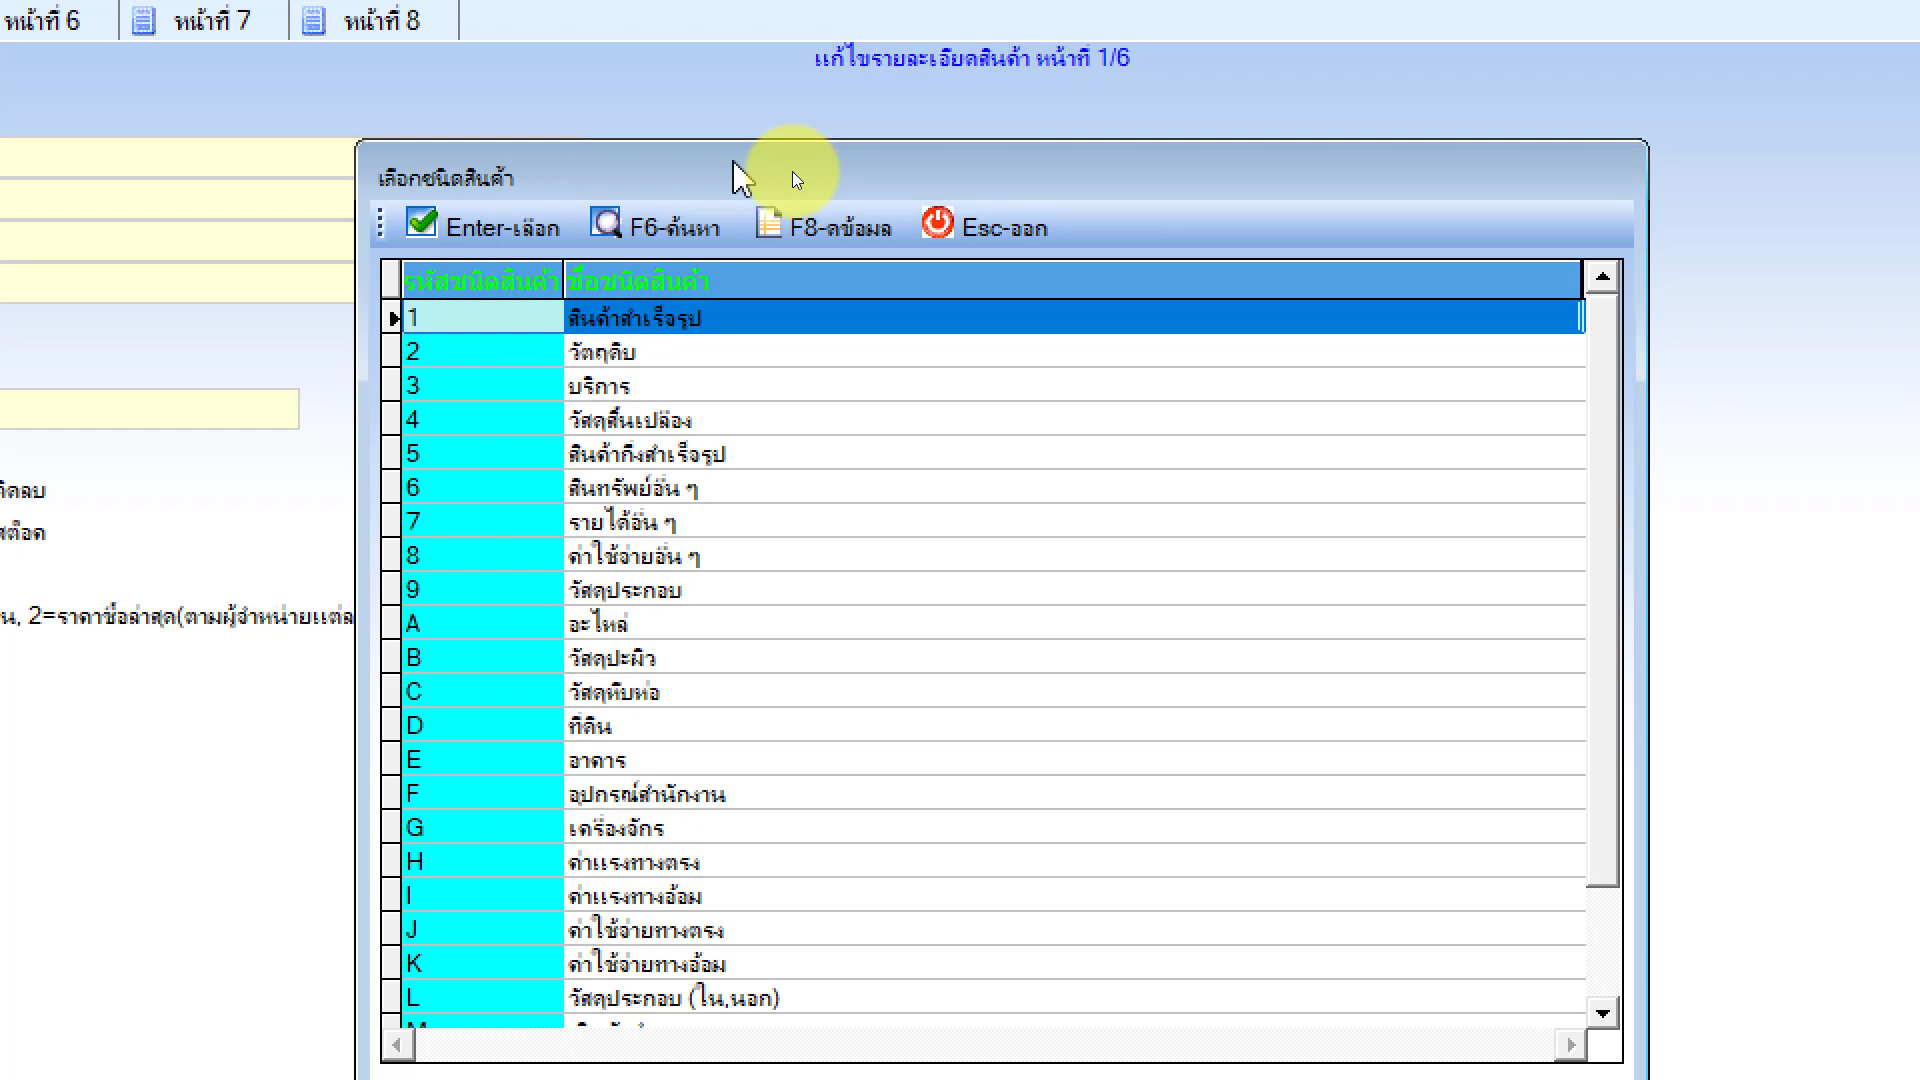 หน้าที่ 6 หน้าที่ 7 หน้าที่ 8
แก้ไขรายละเอียดสินค้า หน้าที่ 1/6
เลือกชนิดสินค้า
Enter-เลือก F6-ค้นหา F8-ดูข้อมูล Esc-ออก
รหัสชนิดสินค้า ชื่อชนิดสินค้า
1 สินค้าสำเร็จรูป
2 วัตถุดิบ
3 บริการ
4 วัสดุสิ้นเปลือง
5 สินค้ากึ่งสำเร็จรูป
6 สินทรัพย์อื่น ๆ
7 รายได้อื่น ๆ
8 ค่าใช้จ่ายอื่น ๆ
9 วัสดุประกอบ
A อะไหล่
B วัสดุปะผิว
C วัสดุหีบห่อ
D ที่ดิน
E อาคาร
F อุปกรณ์สำนักงาน
G เครื่องจักร
H ค่าแรงทางตรง
I ค่าแรงทางอ้อม
J ค่าใช้จ่ายทางตรง
K ค่าใช้จ่ายทางอ้อม
L วัสดุประกอบ (ใน,นอก)
ติดลบ
สต๊อค
น, 2=ราคาซื้อล่าสุด(ตามผู้จำหน่ายแต่ล